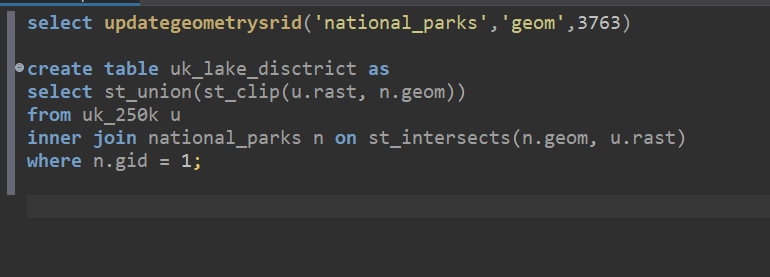 select updategeometrysrid('national_parks','geom',3763)
create table uk_lake_disctrict as
select st_union(st_clip(u.rast, n.geom))
from uk_250k u
inner join national_parks n on st_intersects(n.geom, u.rast)
where n.gid = 1;